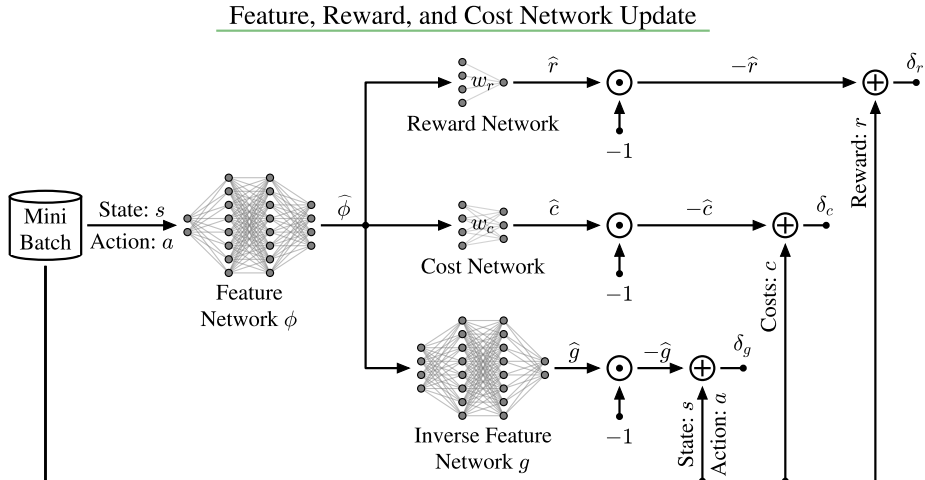 Feature, Reward, and Cost Network Update
r̂
−r̂
δ_r
w_r
Reward Network
−1
Reward: r
Mini
Batch
State: s
Action: a
φ̂
ĉ
−ĉ
δ_c
w_c
Cost Network
−1
Costs: c
Feature
Network ϕ
ĝ
−ĝ
δ_g
−1
State: s
Action: a
Inverse Feature
Network g